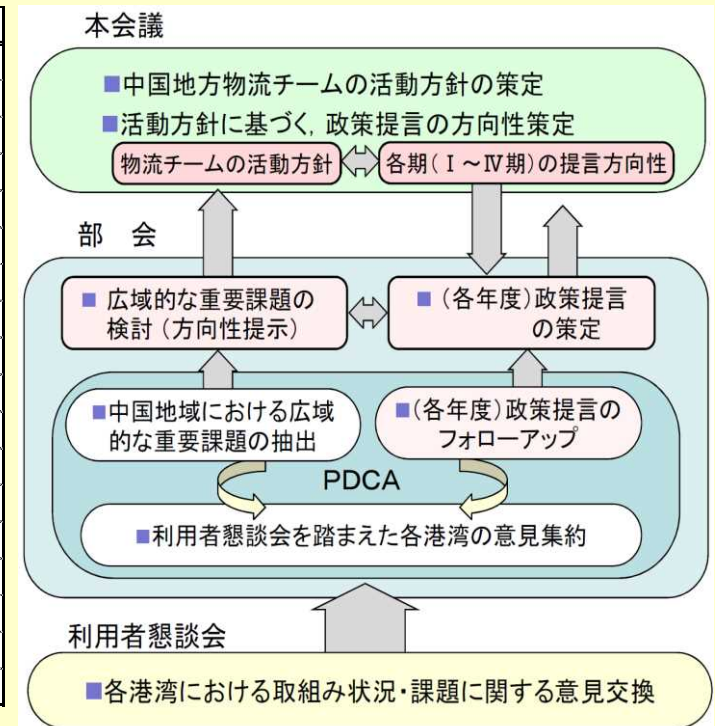 本会議
■中国地方物流チームの活動方針の策定
■活動方針に基づく，政策提言の方向性策定
物流チームの活動方針
各期(Ⅰ～Ⅳ期)の提言方向性
部　会
■ 広域的な重要課題の
検討（方向性提示）
■（各年度）政策提言
の策定
■中国地域における広域
的な重要課題の抽出
■(各年度)政策提言の
フォローアップ
PDCA
■利用者懇談会を踏まえた各港湾の意見集約
利用者懇談会
■各港湾における取組み状況・課題に関する意見交換